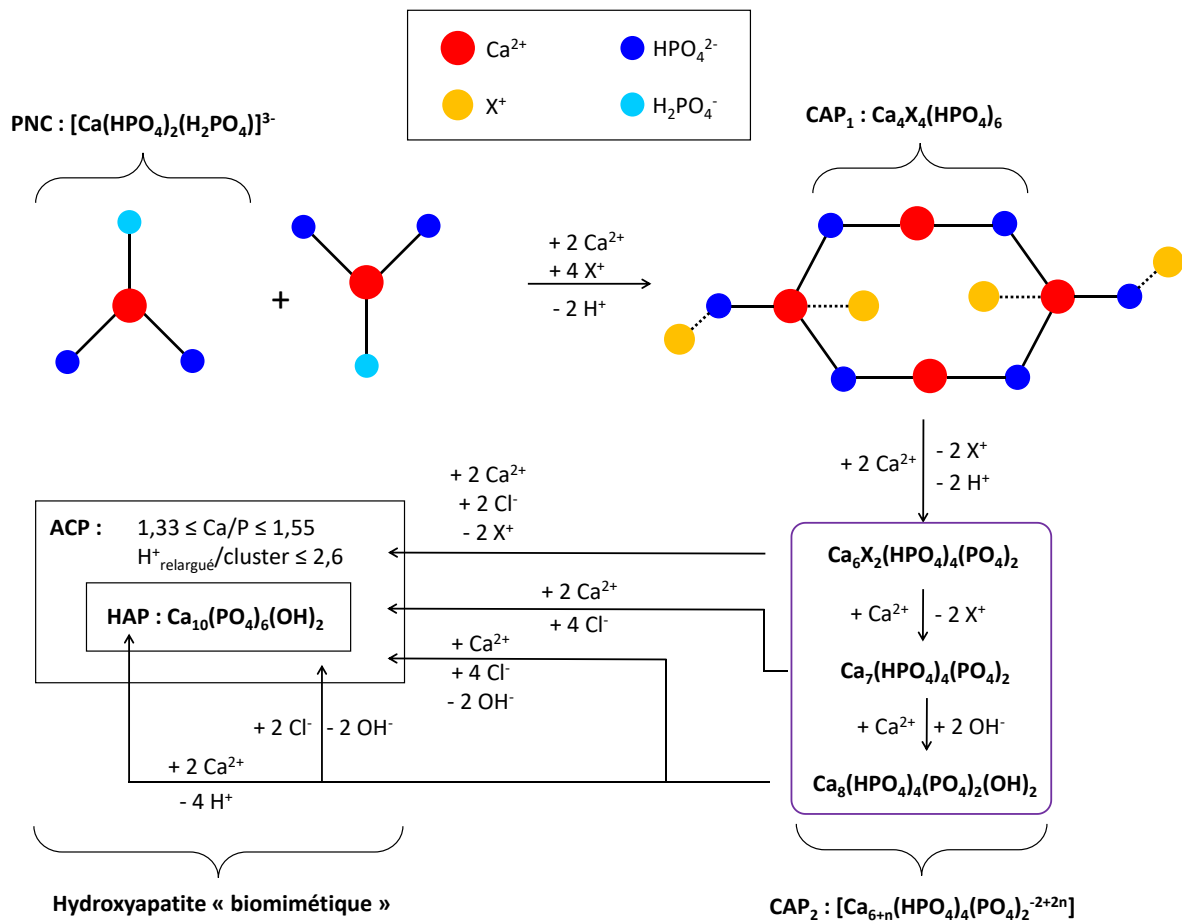 Ca²⁺
HPO₄²⁻
X⁺
H₂PO₄⁻
PNC : [Ca(HPO₄)₂(H₂PO₄)]³⁻
CAP₁ : Ca₄X₄(HPO₄)₆
+
+ 2 Ca²⁺
+ 4 X⁺
- 2 H⁺
+ 2 Ca²⁺
- 2 X⁺
- 2 H⁺
+ 2 Ca²⁺
+ 2 Cl⁻
- 2 X⁺
ACP : 1,33 ≤ Ca/P ≤ 1,55
H⁺relargué/cluster ≤ 2,6
HAP : Ca₁₀(PO₄)₆(OH)₂
Ca₆X₂(HPO₄)₄(PO₄)₂
+ Ca²⁺ - 2 X⁺
+ 2 Ca²⁺
+ 4 Cl⁻
Ca₇(HPO₄)₄(PO₄)₂
+ Ca²⁺
+ 4 Cl⁻
- 2 OH⁻
+ Ca²⁺ + 2 OH⁻
+ 2 Cl⁻ - 2 OH⁻
Ca₈(HPO₄)₄(PO₄)₂(OH)₂
+ 2 Ca²⁺
- 4 H⁺
Hydroxyapatite « biomimétique »
CAP₂ : [Ca₆₊ₙ(HPO₄)₄(PO₄)₂⁻²⁺²ⁿ]